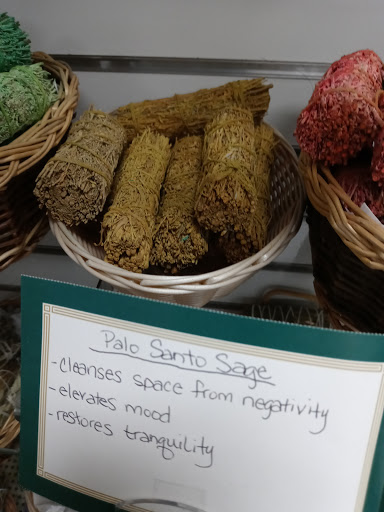 Palo Santo Sage
- cleanses space from negativity
- elevates mood
- restores tranquility